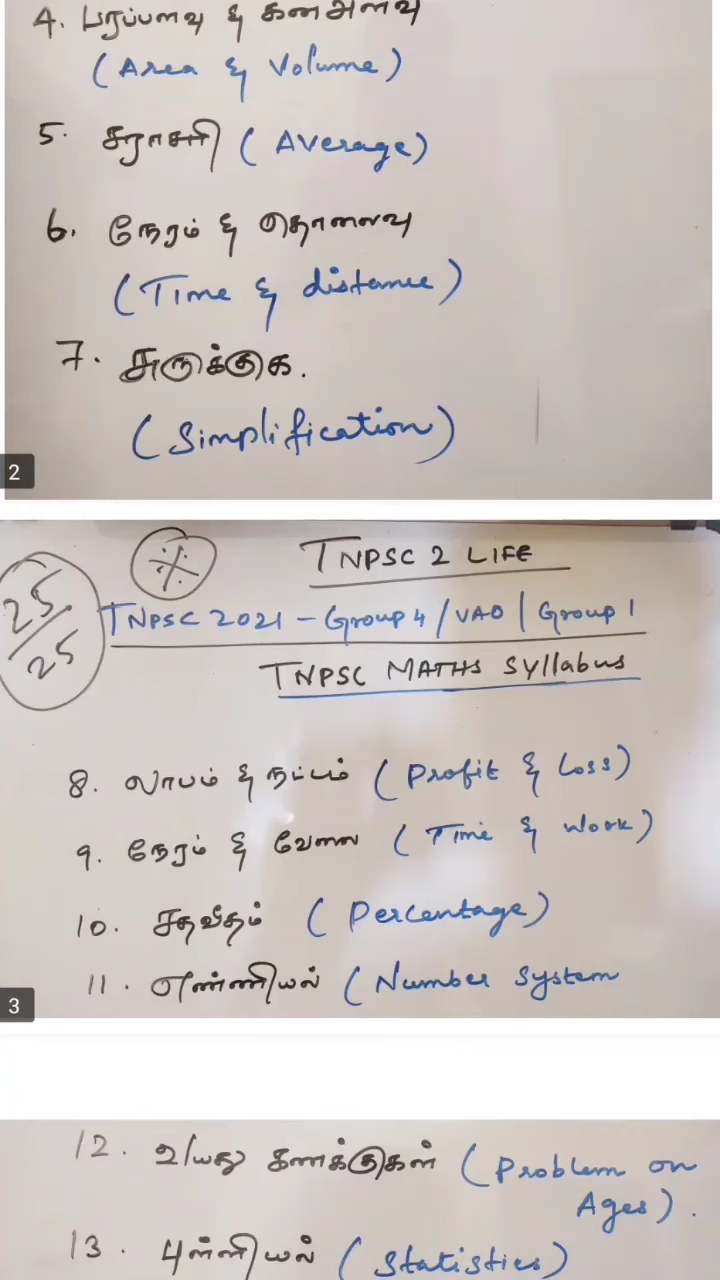 4. பரப்பளவு & கனஅளவு
(Area & Volume)
5. சராசரி (Average)
6. நேரம் & தொலைவு
(Time & distance)
7. சுருக்குக.
(Simplification)
2
TNPSC 2 LIFE
25/25
TNPSC 2021 - Group 4 / VAO | Group 1
TNPSC MATHS Syllabus
8. லாபம் & நட்டம் (Profit & Loss)
9. நேரம் & வேலை (Time & work)
10. சதவீதம் (Percentage)
11. எண்ணியல் (Number System
3
12. வயது கணக்குகள் (Problem on
Ages).
13. புள்ளியல் (Statistics)